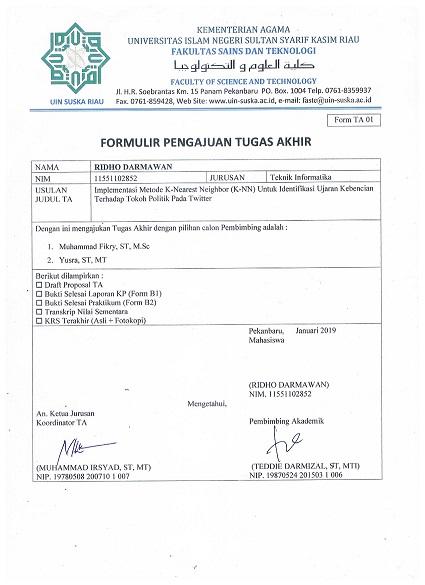 KEMENTERIAN AGAMA
UNIVERSITAS ISLAM NEGERI SULTAN SYARIF KASIM RIAU
FAKULTAS SAINS DAN TEKNOLOGI
كلية العلوم و التكنولوجيا
FACULTY OF SCIENCE AND TECHNOLOGY
UIN SUSKA RIAU
Jl. H.R. Soebrantas Km. 15 Panam Pekanbaru PO. Box. 1004 Telp. 0761-8359937
Fax. 0761-859428, Web Site: www.uin-suska.ac.id, e-mail: faste@uin-suska.ac.id
Form TA 01
FORMULIR PENGAJUAN TUGAS AKHIR
NAMA RIDHO DARMAWAN
NIM 11551102852 JURUSAN Teknik Informatika
USULAN JUDUL TA Implementasi Metode K-Nearest Neighbor (K-NN) Untuk Identifikasi Ujaran Kebencian
Terhadap Tokoh Politik Pada Twitter
Dengan ini mengajukan Tugas Akhir dengan pilihan calon Pembimbing adalah :
1. Muhammad Fikry, ST, M.Sc
2. Yusra, ST, MT
Berikut dilampirkan :
☐ Draft Proposal TA
☐ Bukti Selesai Laporan KP (Form B1)
☐ Bukti Selesai Praktikum (Form B2)
☐ Transkrip Nilai Sementara
☐ KRS Terakhir (Asli + Fotokopi)
Pekanbaru, Januari 2019
Mahasiswa
(RIDHO DARMAWAN)
NIM. 11551102852
Mengetahui,
An. Ketua Jurusan
Koordinator TA
Pembimbing Akademik
(MUHAMMAD IRSYAD, ST, MT)
NIP. 19780508 200710 1 007
(TEDDIE DARMIZAL, ST, MTI)
NIP. 19870524 201503 1 006